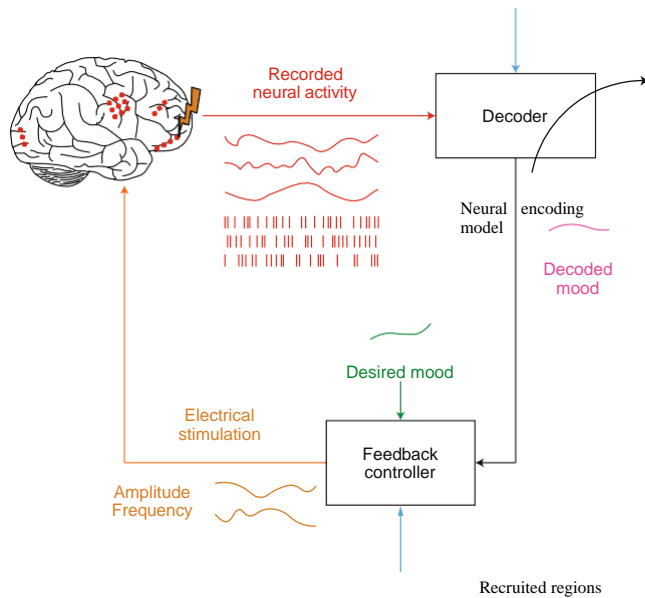 Recorded
neural activity
Decoder
Neural encoding
model
Decoded
mood
Desired mood
Electrical
stimulation
Feedback
controller
Amplitude
Frequency
Recruited regions